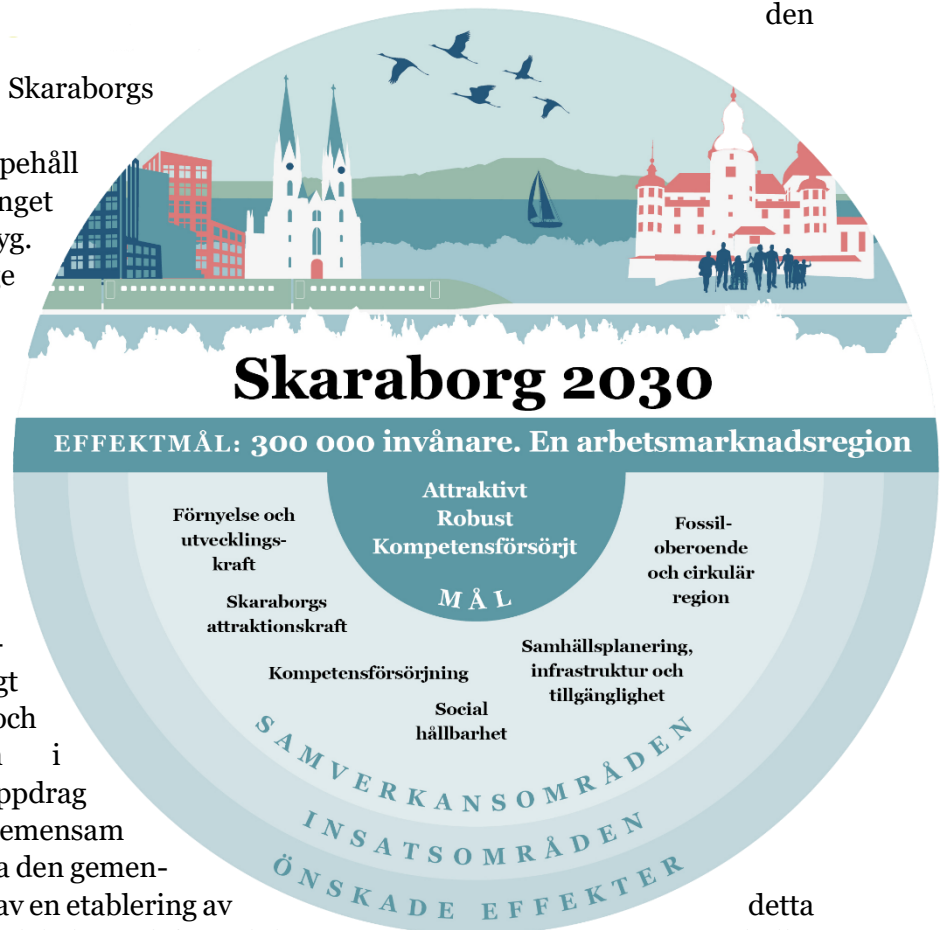 den
Skaraborgs
pehåll
nget
yg.
e
Skaraborg 2030
EFFEKTMÅL: 300 000 invånare. En arbetsmarknadsregion
Attraktivt
Robust
Kompetensförsörjt
MÅL
Förnyelse och
utvecklings-
kraft
Skaraborgs
attraktionskraft
Kompetensförsörjning
Social
hållbarhet
Samhällsplanering,
infrastruktur och
tillgänglighet
Fossil-
oberoende
och cirkulär
region
SAMVERKANSOMRÅDEN
INSATSOMRÅDEN
ÖNSKADE EFFEKTER
-
gt
och
i
ppdrag
emensam
a den gemen-
av en etablering av
detta